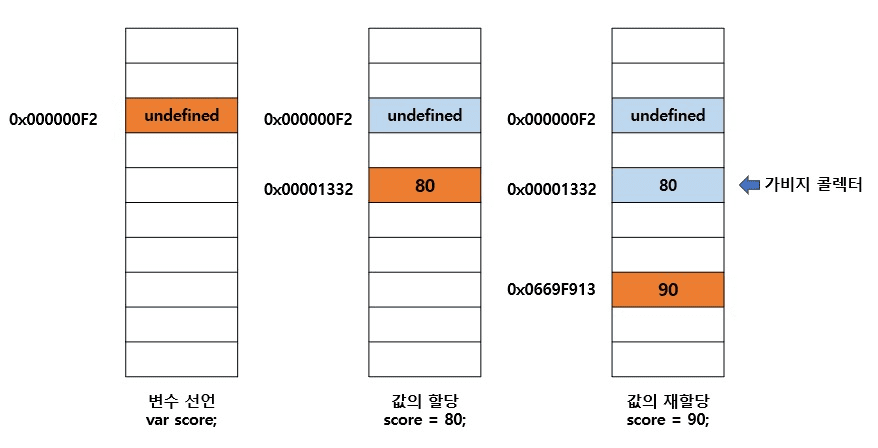 0x000000F2
undefined
0x000000F2
undefined
0x00001332
80
0x000000F2
undefined
0x00001332
80
가비지 콜렉터
0x0669F913
90
변수 선언
var score;
값의 할당
score = 80;
값의 재할당
score = 90;